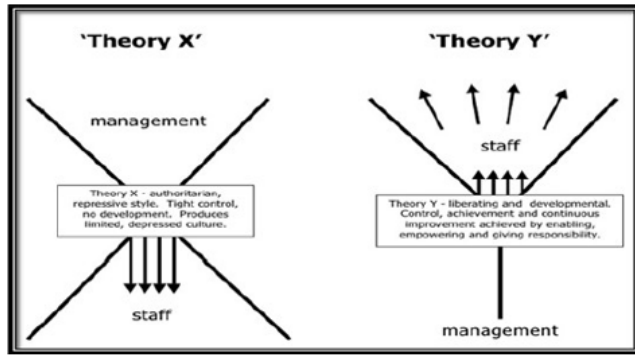 'Theory X'
management
Theory X - authoritarian,
repressive style. Tight control,
no development. Produces
limited, depressed culture.
staff
'Theory Y'
staff
Theory Y - liberating and developmental.
Control, achievement and continuous
improvement achieved by enabling,
empowering and giving responsibility.
management